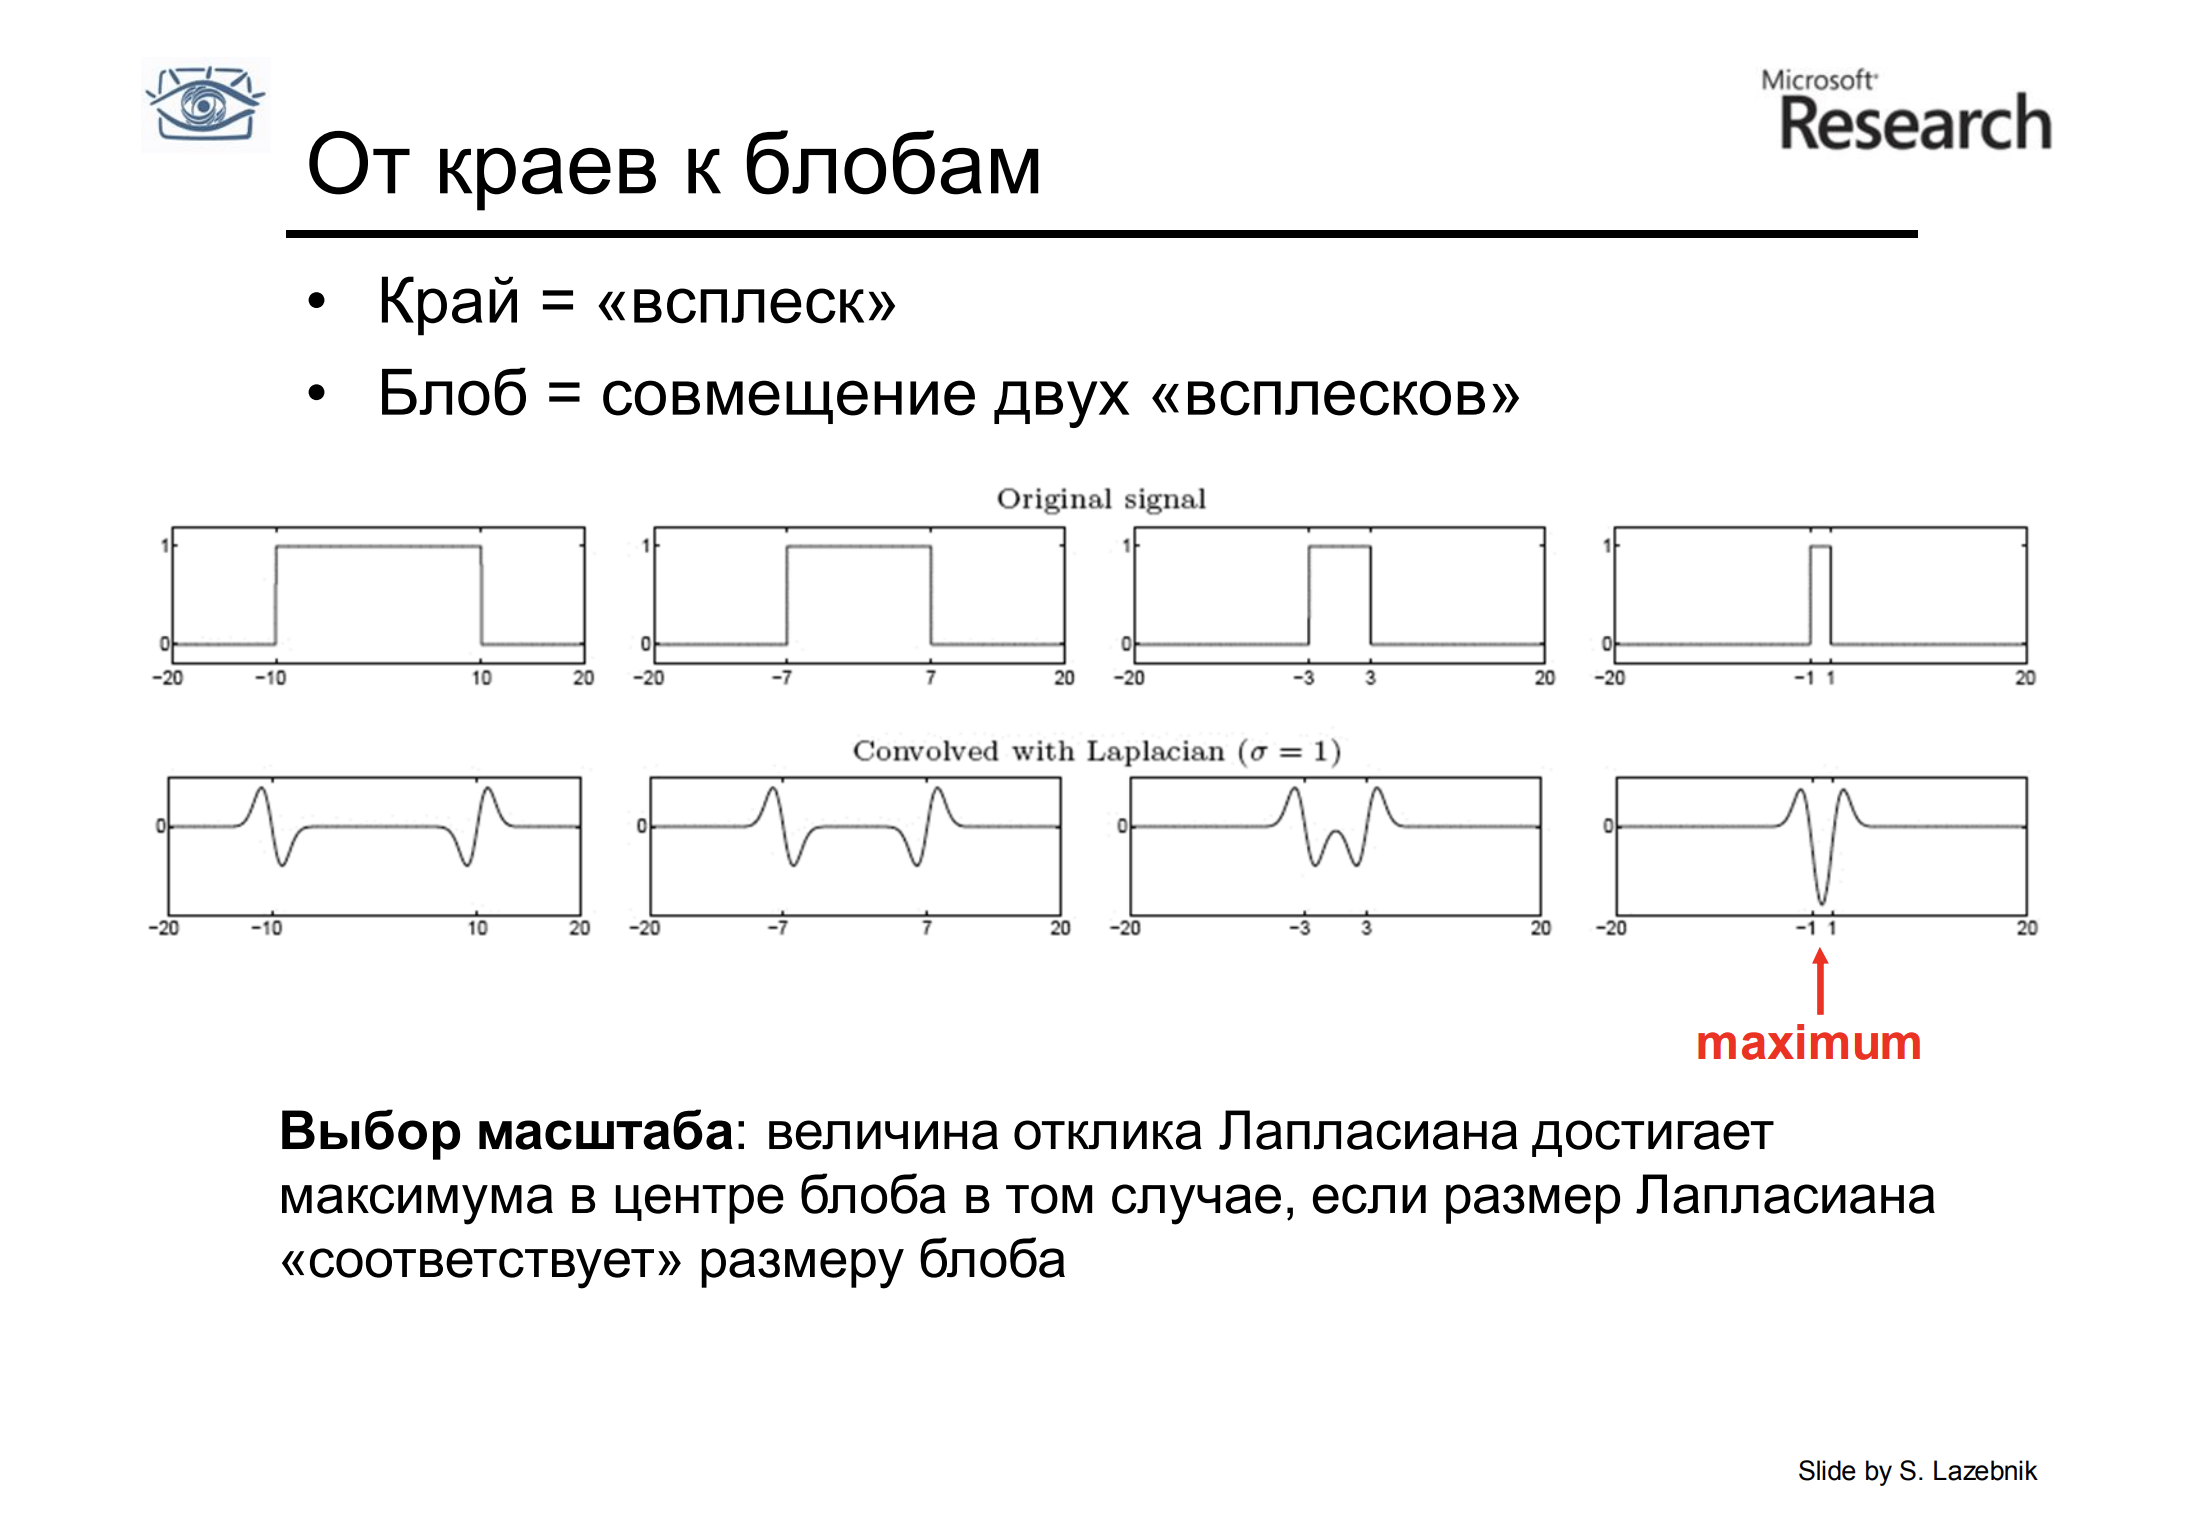 Microsoft
Research
От краев к блобам
• Край = «всплеск»
• Блоб = совмещение двух «всплесков»
Original signal
1 1 1 1
0 0 0 0
−20 −10 10 20 −20 −7 7 20 −20 −3 3 20 −20 −1 1 20
Convolved with Laplacian (σ = 1)
0 0 0 0
−20 −10 10 20 −20 −7 7 20 −20 −3 3 20 −20 −1 1 20
maximum
Выбор масштаба: величина отклика Лапласиана достигает
максимума в центре блоба в том случае, если размер Лапласиана
«соответствует» размеру блоба
Slide by S. Lazebnik